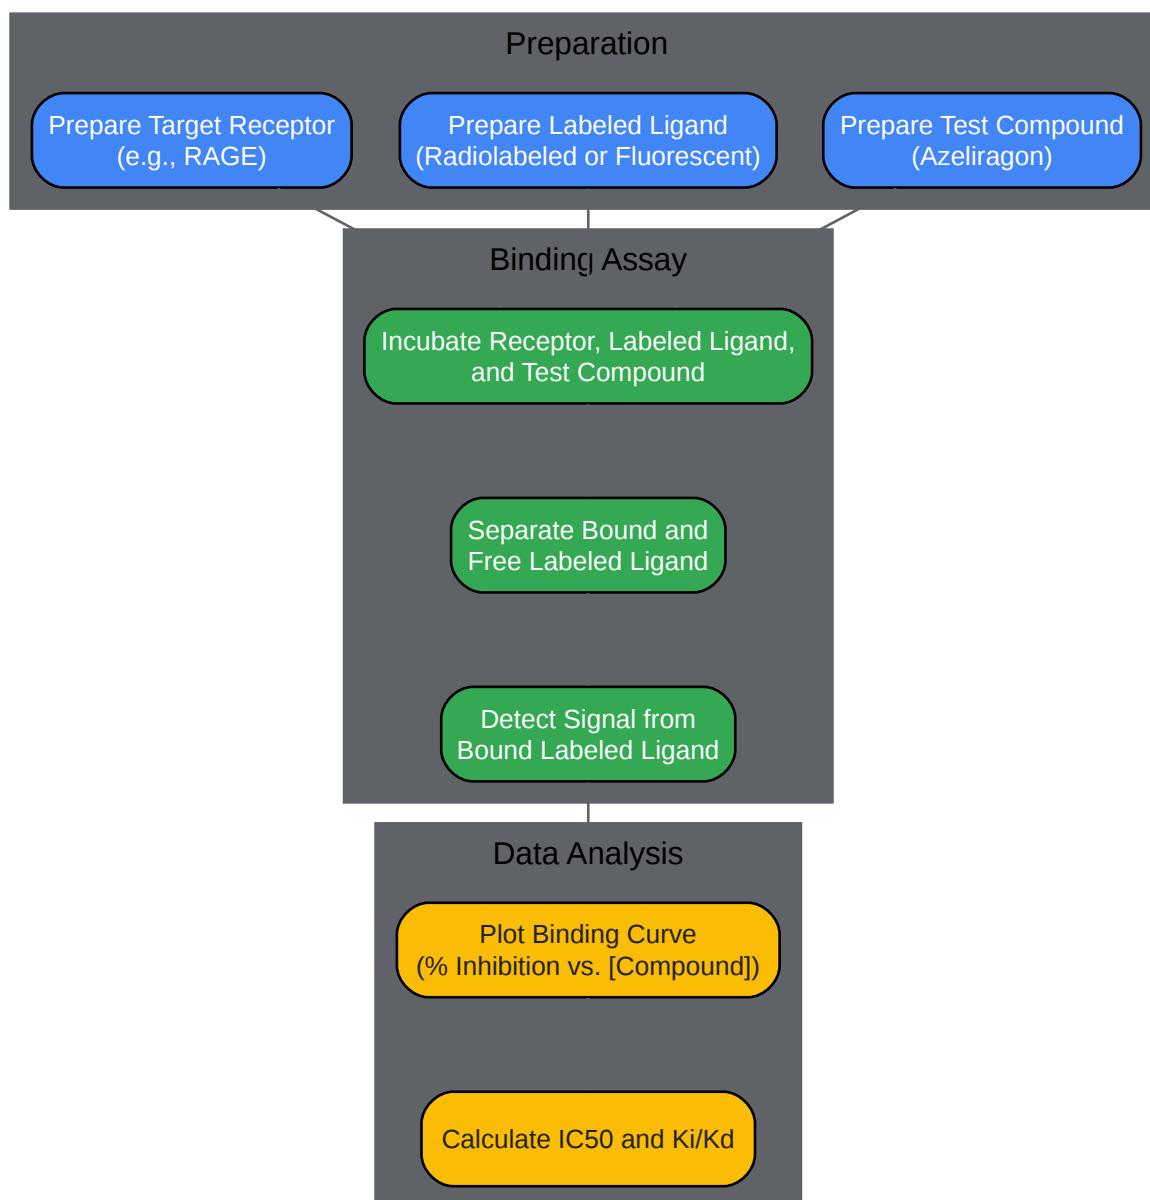 Preparation
Prepare Target Receptor
(e.g., RAGE)
Prepare Labeled Ligand
(Radiolabeled or Fluorescent)
Prepare Test Compound
(Azeliragon)
Binding Assay
Incubate Receptor, Labeled Ligand,
and Test Compound
Separate Bound and
Free Labeled Ligand
Detect Signal from
Bound Labeled Ligand
Data Analysis
Plot Binding Curve
(% Inhibition vs. [Compound])
Calculate IC50 and Ki/Kd